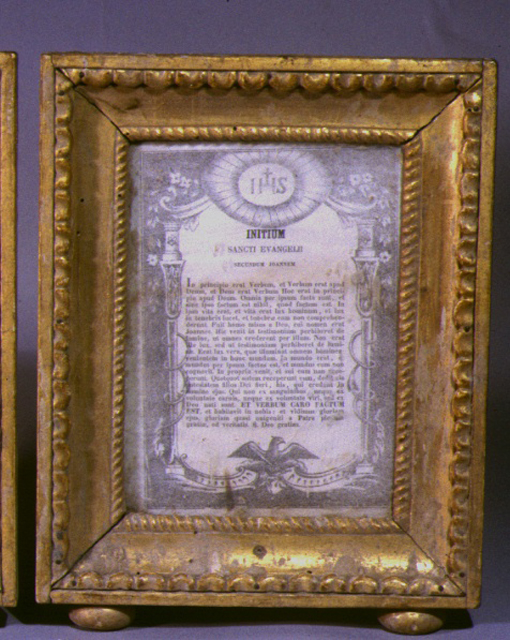 IHS
INITIUM
SANCTI EVANGELII
SECUNDUM IOANNEM
In principio erat Verbum, et Verbum erat apud
Deum, et Deus erat Verbum Hoc erat in princi-
pio apud Deum. Omnia per ipsum facta sunt, et
sine ipso factum est nihil, quod factum est. In
ipso vita erat, et vita erat lux hominum, et lux
in tenebris lucet, et tenebrae eam non comprehen-
derunt Fuit homo missus a Deo, cui nomen erat
Joannes Hic venit in testimonium perhiberet de
lumine, ut omnes crederent per illum Non erat
ille lux, sed ut testimonium perhiberet de lumi-
ne. Erat lux vera, quae illuminat omnem hominem
venientem in hunc mundum. In mundo erat, et
mundus per ipsum factus est, et mundus eum non
cognovit. In propria venit, et sui eum non rece-
perunt. Quotquot autem receperunt eum, dedit eis
potestatem filios Dei fieri, his, qui credunt in
nomine ejus. Qui non ex sanguinibus, neque ex
voluntate carnis, neque ex voluntate viri, sed ex
Deo nati sunt. ET VERBUM CARO FACTUM
EST, et habitavit in nobis: et vidimus gloriam
ejus, gloriam quasi unigeniti a Patre plenum
gratiae, et veritatis Deo gratias